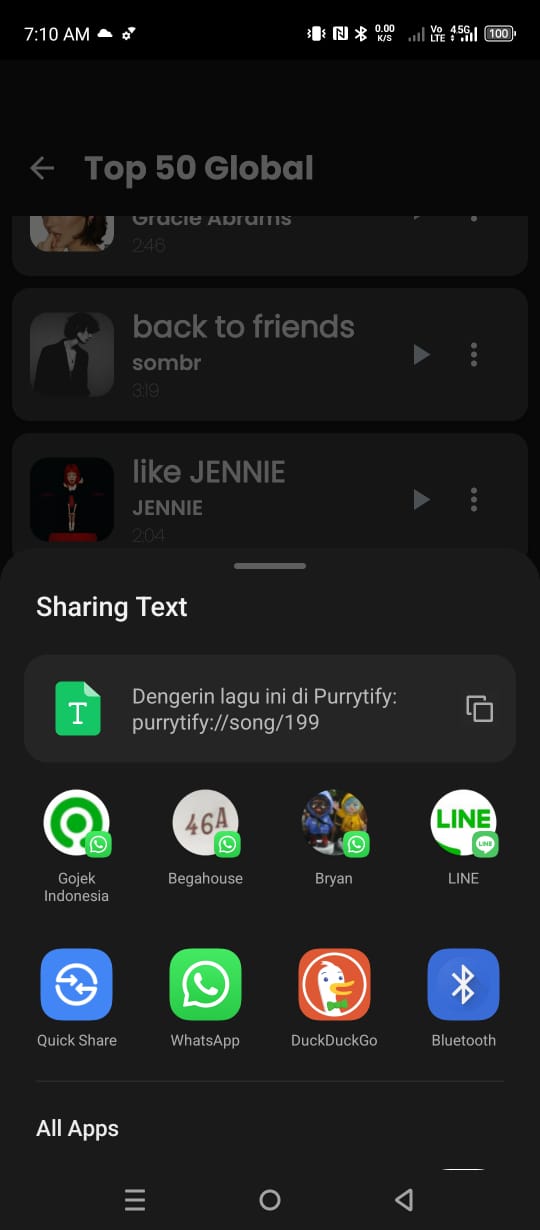 7:10 AM
0.00
K/S
Vo
LTE
4.5G
100
Top 50 Global
Gracie Abrams
2:46
back to friends
sombr
3:19
like JENNIE
JENNIE
2:04
Sharing Text
T
Dengerin lagu ini di Purrytify:
purrytify://song/199
46A
LINE
LINE
Gojek
Indonesia
Begahouse
Bryan
LINE
Quick Share
WhatsApp
DuckDuckGo
Bluetooth
All Apps